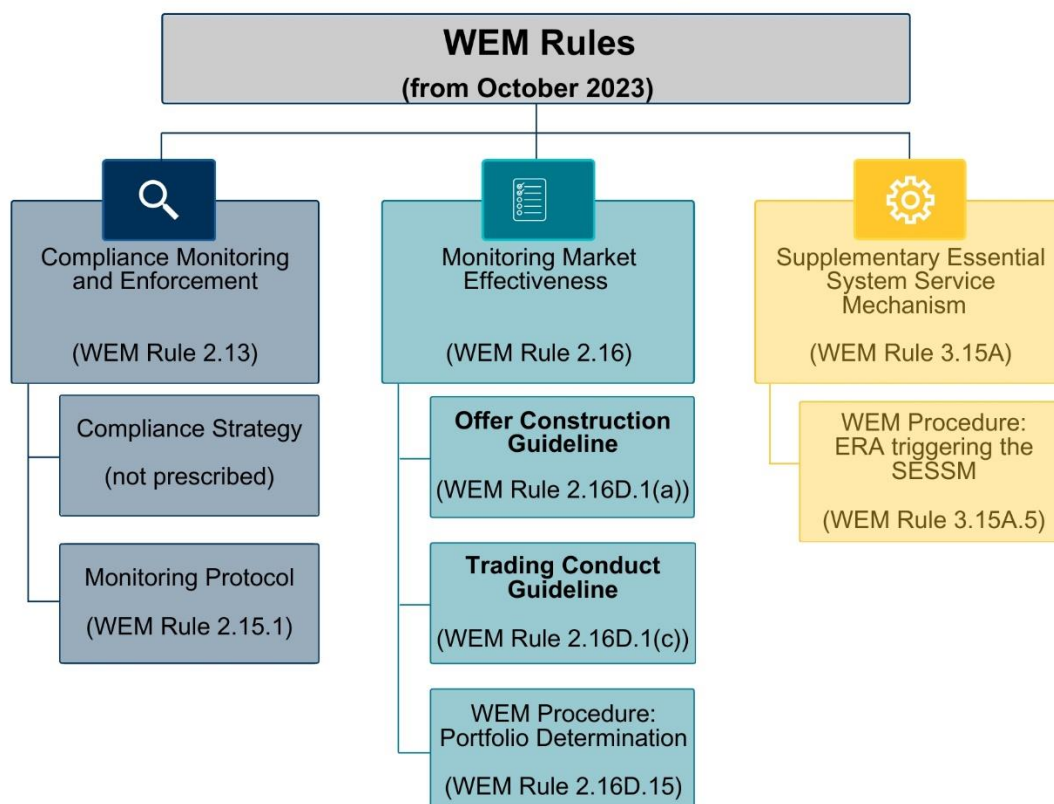 WEM Rules
(from October 2023)
Compliance Monitoring
and Enforcement
(WEM Rule 2.13)
Compliance Strategy
(not prescribed)
Monitoring Protocol
(WEM Rule 2.15.1)
Monitoring Market
Effectiveness
(WEM Rule 2.16)
Offer Construction
Guideline
(WEM Rule 2.16D.1(a))
Trading Conduct
Guideline
(WEM Rule 2.16D.1(c))
WEM Procedure:
Portfolio Determination
(WEM Rule 2.16D.15)
Supplementary Essential
System Service
Mechanism
(WEM Rule 3.15A)
WEM Procedure:
ERA triggering the
SESSM
(WEM Rule 3.15A.5)